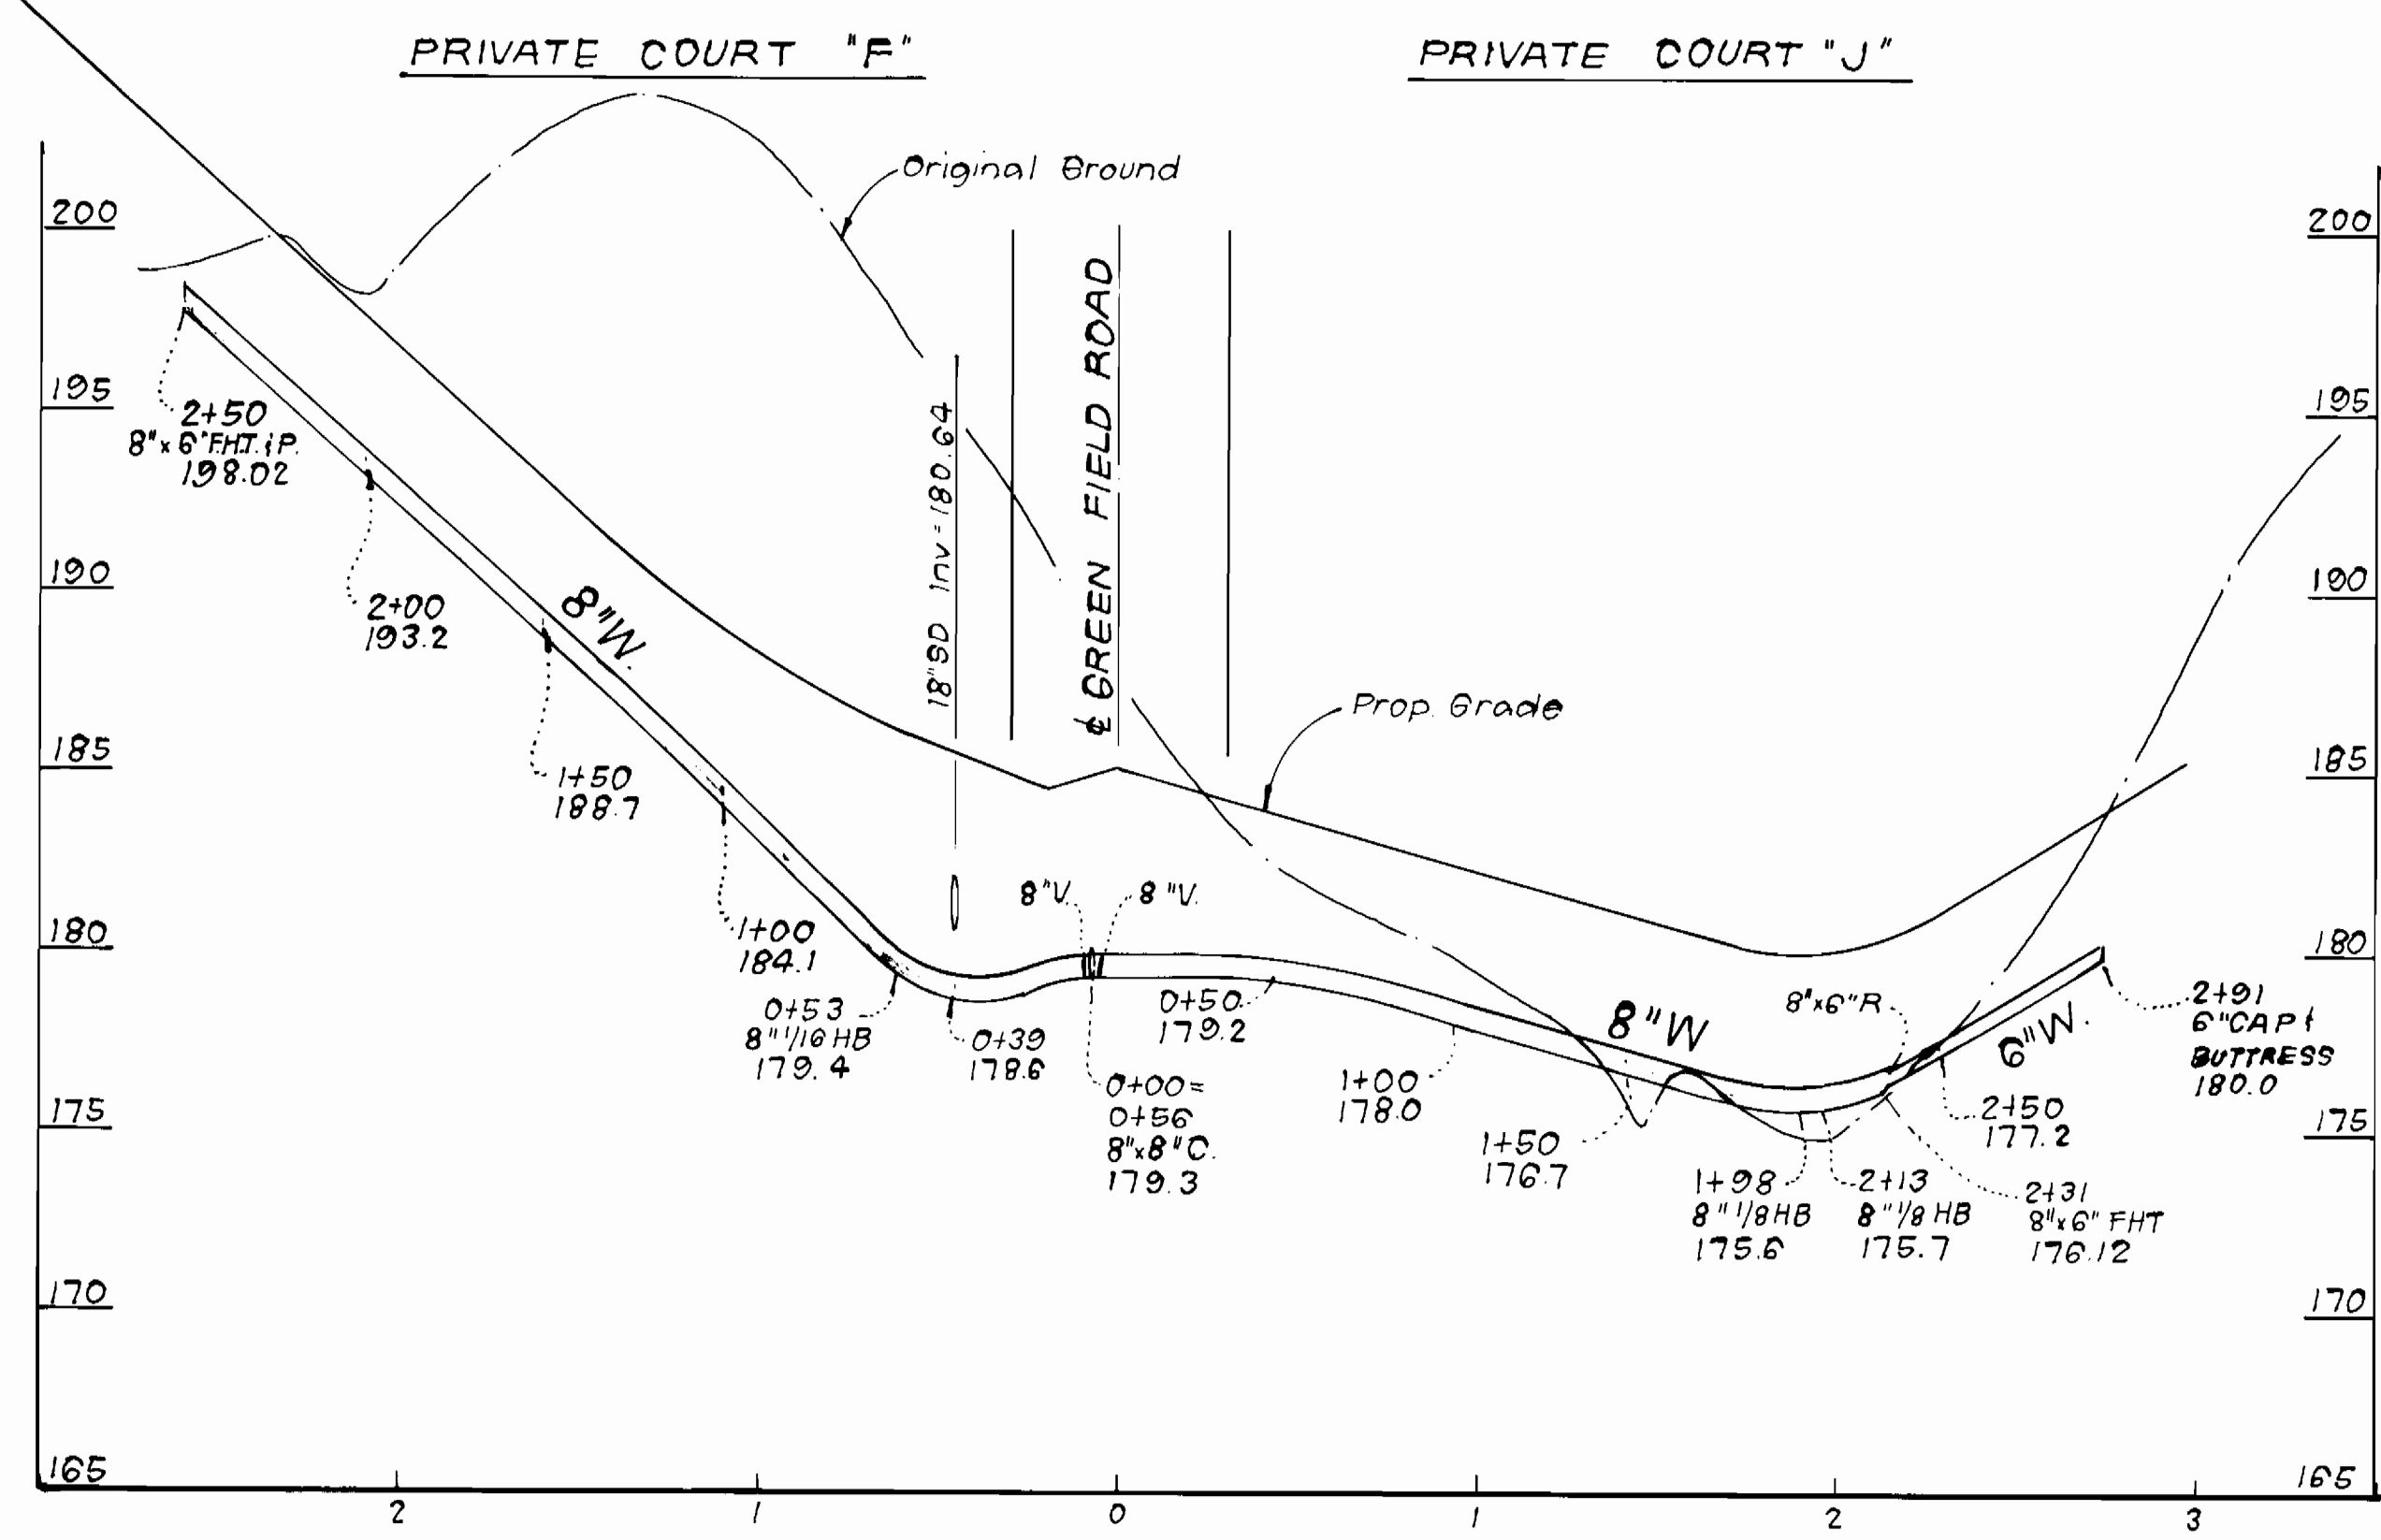 PRIVATE COURT "F"
PRIVATE COURT "J"
Original Ground
200
195
190
185
180
175
170
165
200
195
190
185
180
175
170
165
2+50
8"x 6" F.H.T. & P.
198.02
2+00
193.2
8"W.
1+50
188.7
1+00
184.1
18"SD Inv = 180.64
℄ GREEN FIELD ROAD
Prop. Grade
8"V.
8"V.
0+53
8" 1/16 HB
179.4
0+39
178.6
0+00=
0+56
8"x8"C.
179.3
0+50
179.2
1+00
178.0
8"W
1+50
176.7
8"x6"R
1+98
8" 1/8 HB
175.6
2+13
8" 1/8 HB
175.7
2+31
8"x6" FHT
176.12
6"W.
2+50
177.2
2+91
6"CAP &
BUTTRESS
180.0
2
1
0
1
2
3